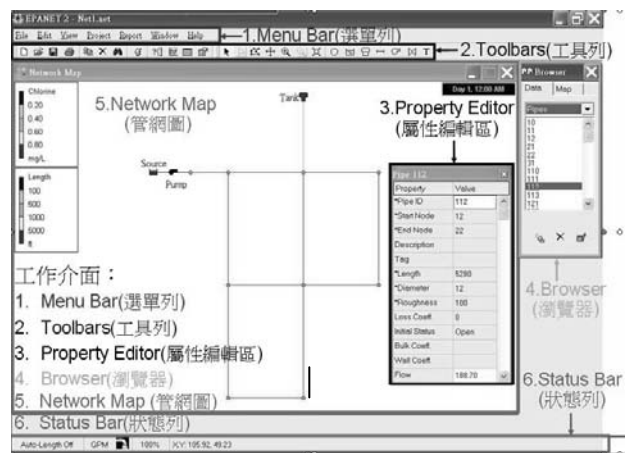 EPANET 2 - Net1.net
File Edit View Project Report Window Help
1.Menu Bar(選單列)
2.Toolbars(工具列)
Network Map
Day 1, 12:00 AM
Browser
Data Map
Pipes
10
11
12
21
22
31
110
111
112
113
121
Chlorine
0.20
0.40
0.60
0.80
mg/L
Length
100
500
1000
5000
ft
5.Network Map
(管網圖)
Tank
Source
Pump
3.Property Editor
(屬性編輯區)
Pipe 112
Property Value
*Pipe ID 112
*Start Node 12
*End Node 22
Description
Tag
*Length 5280
*Diameter 12
*Roughness 100
Loss Coeff. 0
Initial Status Open
Bulk Coeff.
Wall Coeff.
Flow 188.70
4.Browser
(瀏覽器)
工作介面：
1. Menu Bar(選單列)
2. Toolbars(工具列)
3. Property Editor(屬性編輯區)
4. Browser(瀏覽器)
5. Network Map (管網圖)
6. Status Bar(狀態列)
6.Status Bar
(狀態列)
Auto-Length Off GPM 100% X,Y: 105.92, 49.23